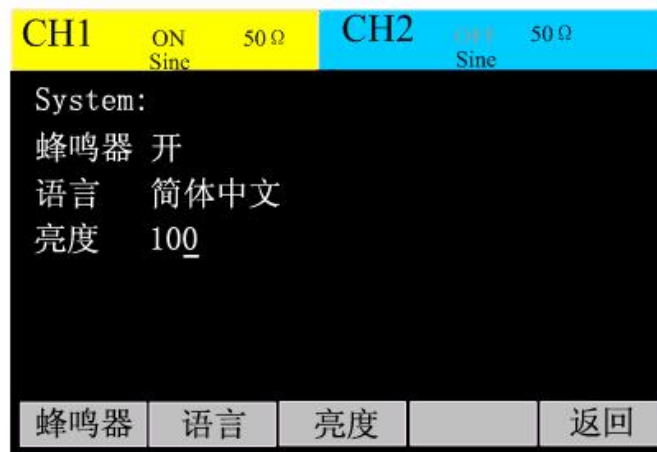 CH1 ON 50Ω CH2 OFF 50Ω
Sine Sine
System:
蜂鸣器 开
语言 简体中文
亮度 100
蜂鸣器 语言 亮度 返回